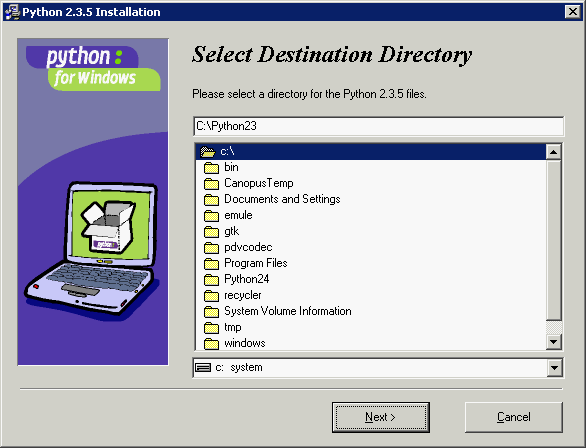 Python 2.3.5 Installation
python :
for Windows
Select Destination Directory
Please select a directory for the Python 2.3.5 files.
C:\Python23
c:\
bin
CanopusTemp
Documents and Settings
emule
gtk
pdvcodec
Program Files
Python24
recycler
System Volume Information
tmp
windows
python:
c: system
Next >
Cancel